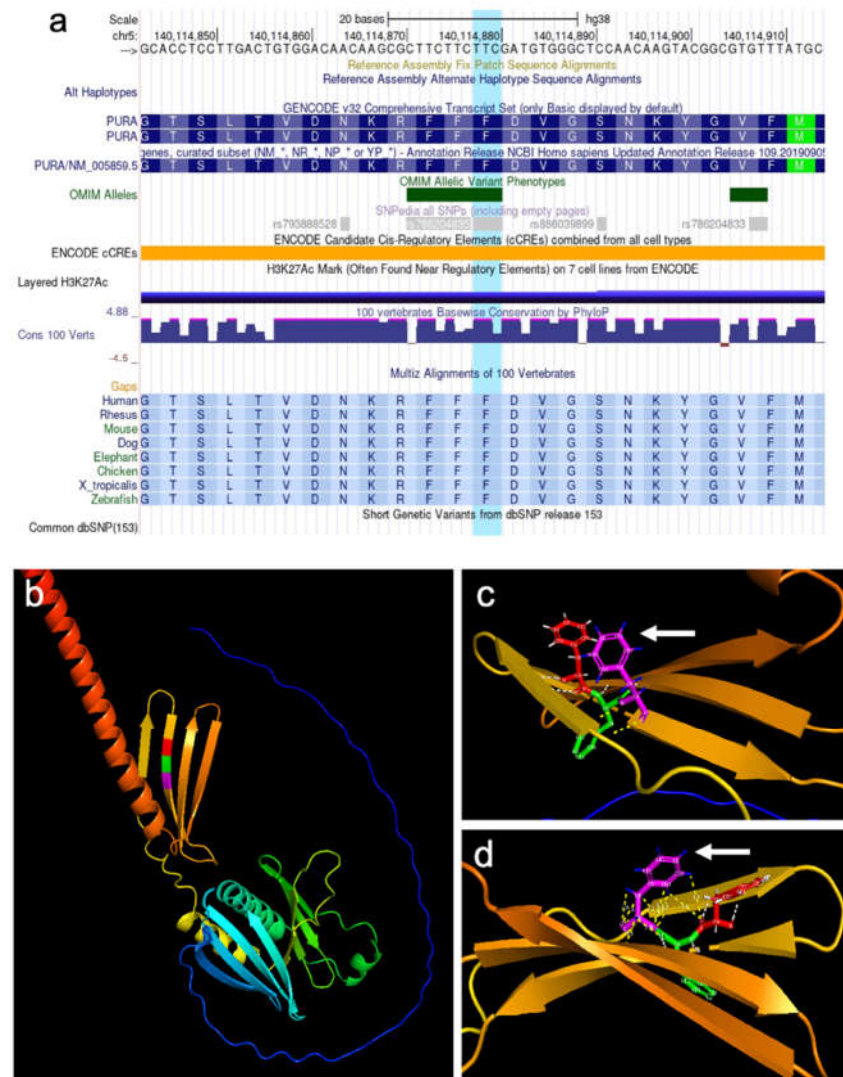 a
Scale 20 bases hg38
chr5: 140,114,850 140,114,860 140,114,870 140,114,880 140,114,890 140,114,900 140,114,910
---> GCACCTCCTTGACTGTGGACAACAAGCGCTTCTTCTTCGATGTGGGCTCCAACAAGTACGGCGTGTTTATGC
Reference Assembly Fix Patch Sequence Alignments
Reference Assembly Alternate Haplotype Sequence Alignments
Alt Haplotypes
GENCODE v32 Comprehensive Transcript Set (only Basic displayed by default)
PURA G T S L T V D N K R F F F D V G S N K Y G V F M
PURA G T S L T V D N K R F F F D V G S N K Y G V F M
genes, curated subset (NM_*, NR_*, NP_* or YP_*) - Annotation Release NCBI Homo sapiens Updated Annotation Release 109.20190905
PURA/NM_005859.5 G T S L T V D N K R F F F D V G S N K Y G V F M
OMIM Allelic Variant Phenotypes
OMIM Alleles
SNPedia all SNPs (including empty pages)
rs793888528 rs886039899 rs786204833
ENCODE Candidate Cis-Regulatory Elements (cCREs) combined from all cell types
ENCODE cCREs
H3K27Ac Mark (Often Found Near Regulatory Elements) on 7 cell lines from ENCODE
Layered H3K27Ac
100 vertebrates Basewise Conservation by PhyloP
4.88 _
Cons 100 Verts
-4.5 _
Multiz Alignments of 100 Vertebrates
Gaps
Human G T S L T V D N K R F F F D V G S N K Y G V F M
Rhesus G T S L T V D N K R F F F D V G S N K Y G V F M
Mouse G T S L T V D N K R F F F D V G S N K Y G V F M
Dog G T S L T V D N K R F F F D V G S N K Y G V F M
Elephant G T S L T V D N K R F F F D V G S N K Y G V F M
Chicken G T S L T V D N K R F F F D V G S N K Y G V F M
X_tropicalis G T S L T V D N K R F F F D V G S N K Y G V F M
Zebrafish G T S L T V D N K R F F F D V G S N K Y G V F M
Short Genetic Variants from dbSNP release 153
Common dbSNP(153)
b
c
d